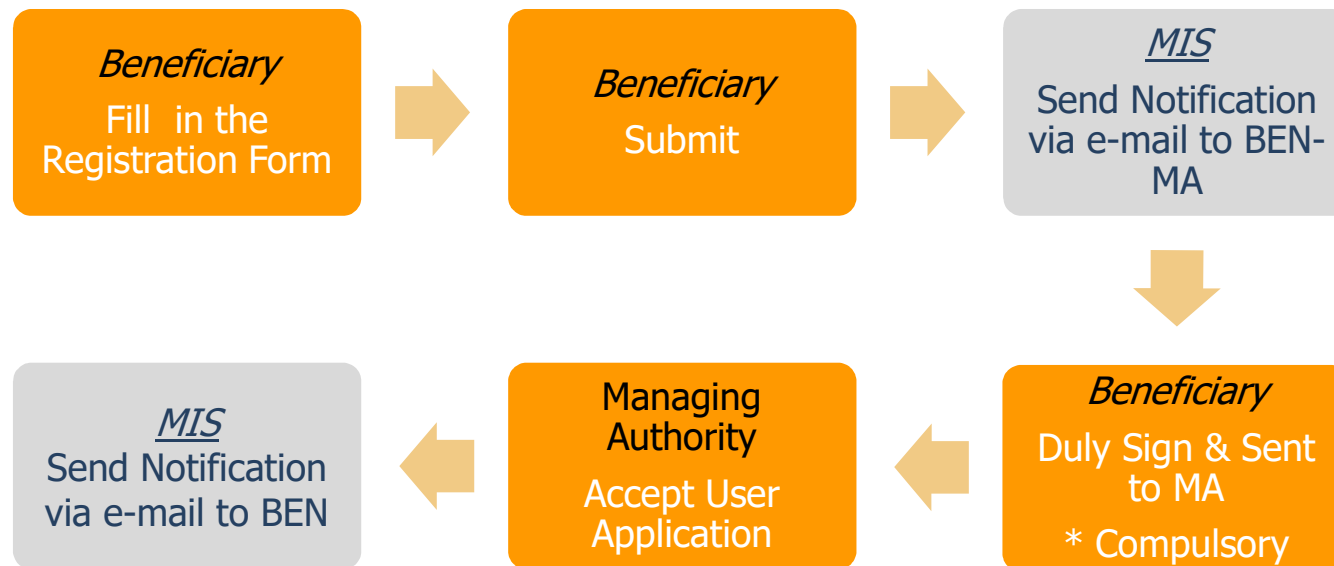 Beneficiary
Fill in the
Registration Form
Beneficiary
Submit
MIS
Send Notification
via e-mail to BEN-
MA
Beneficiary
Duly Sign & Sent
to MA
* Compulsory
Managing
Authority
Accept User
Application
MIS
Send Notification
via e-mail to BEN